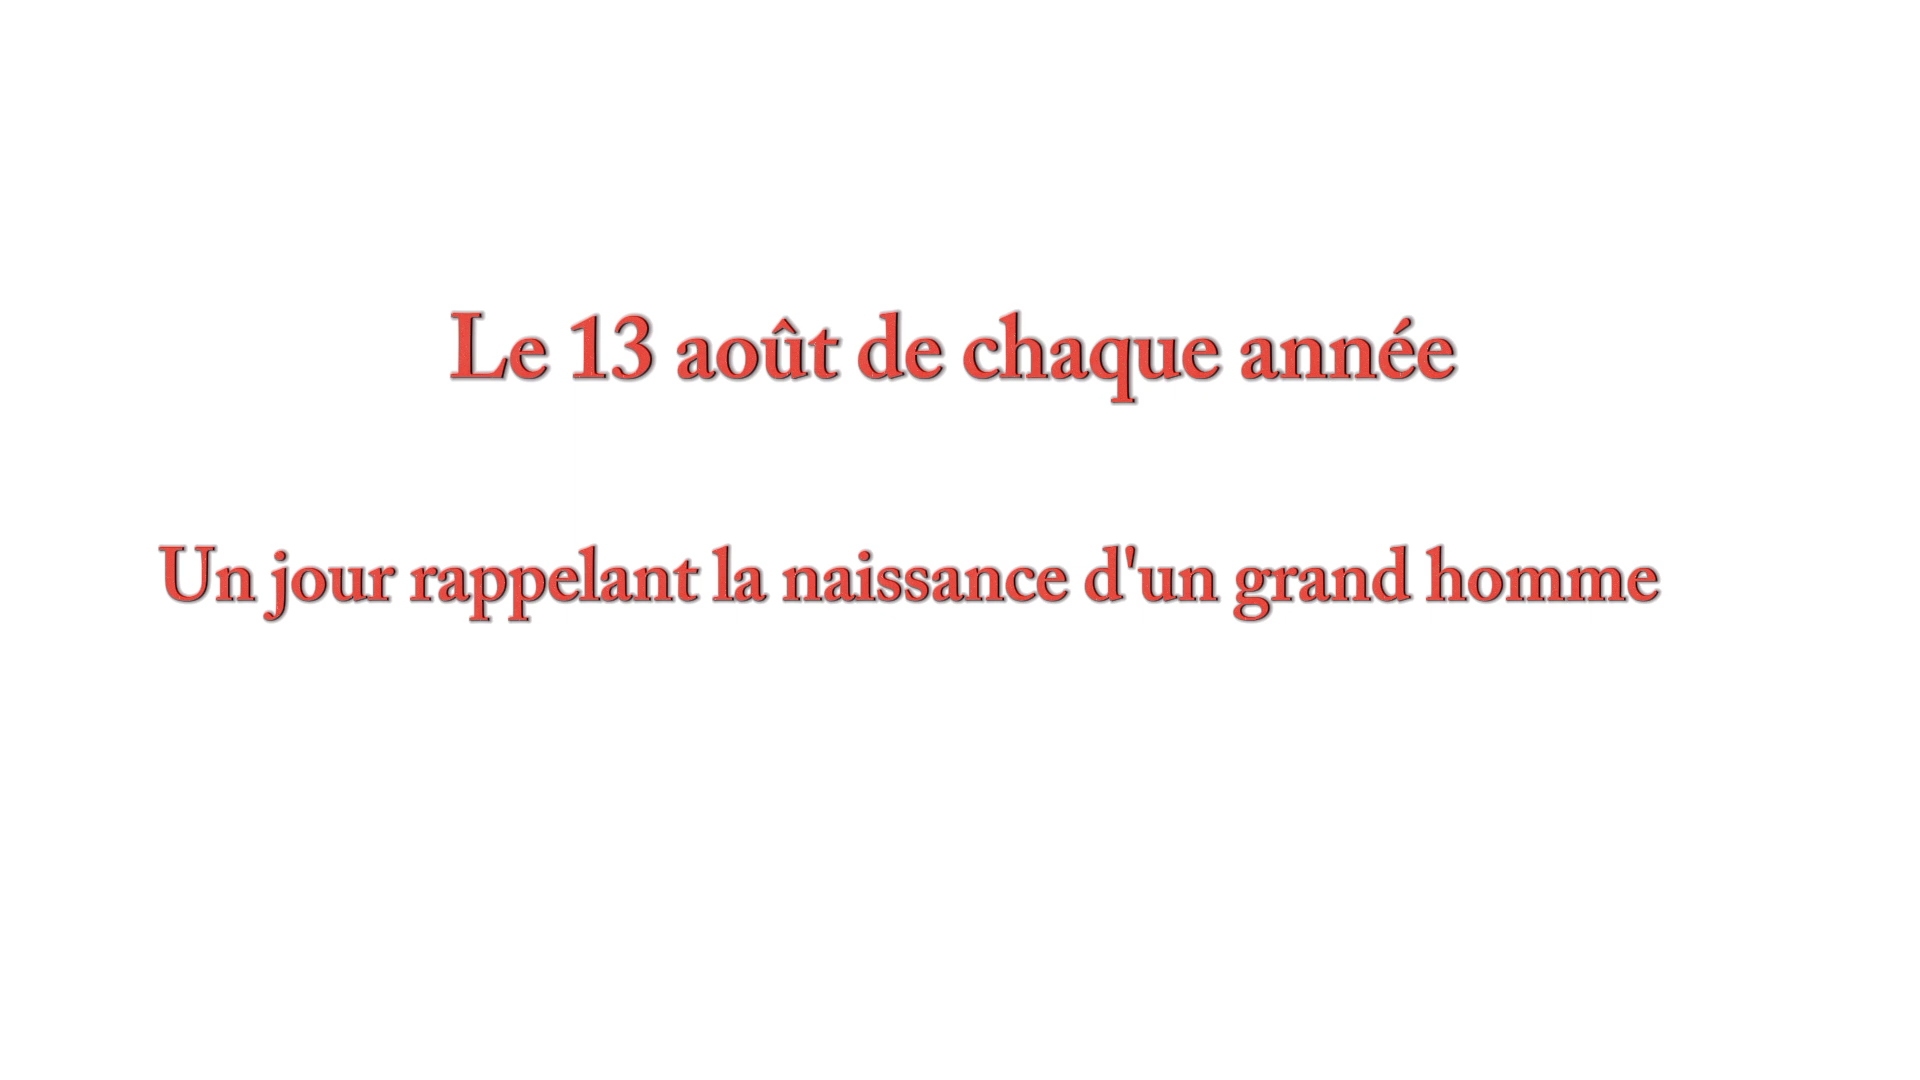 Le 13 août de chaque année
Un jour rappelant la naissance d'un grand homme